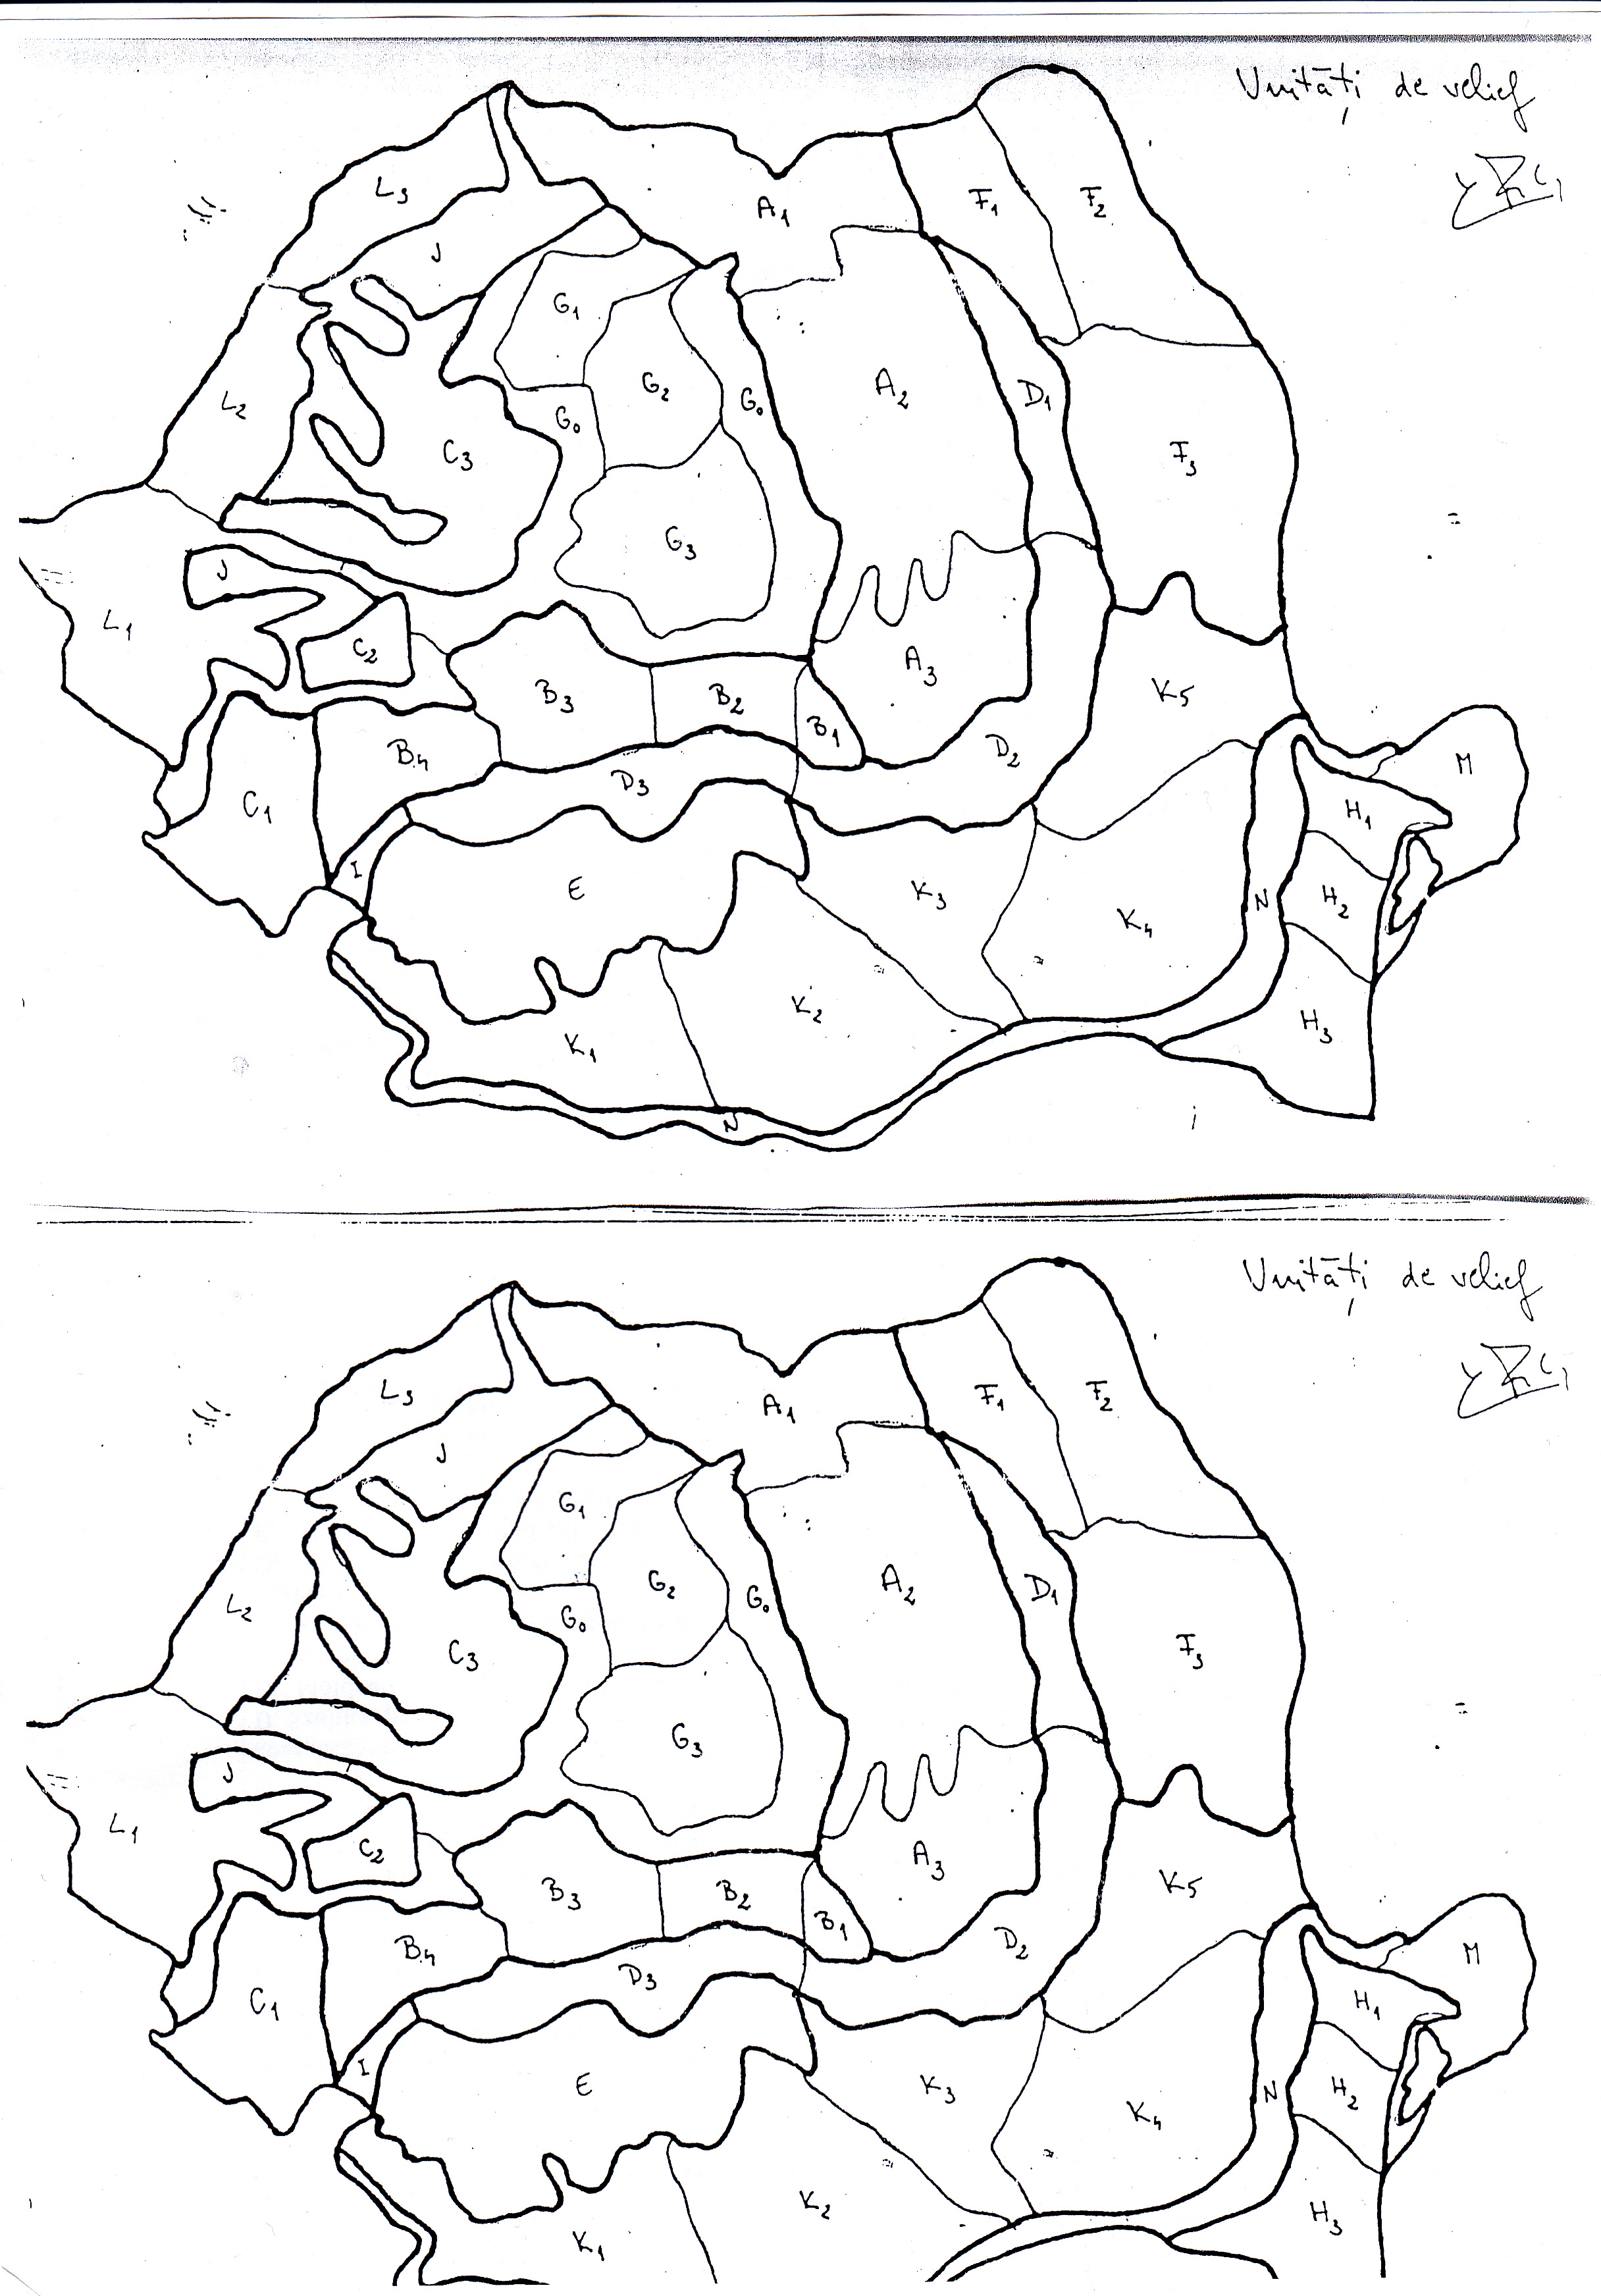 Unități de relief
L3
A1
F1
F2
J
G1
A2
L2
G2
G0
D1
G0
C3
F3
G3
J
L1
C2
A3
B3
B2
K5
B1
B4
D2
M
D3
C1
H1
I
E
K3
H2
N
K4
K2
H3
K1
N
Unități de relief
L3
A1
F1
F2
J
G1
A2
G2
D1
L2
G0
G0
C3
F3
G3
J
L1
C2
A3
B3
B2
K5
B1
D2
B4
M
D3
C1
H1
I
E
K3
H2
N
K4
K2
H3
K1